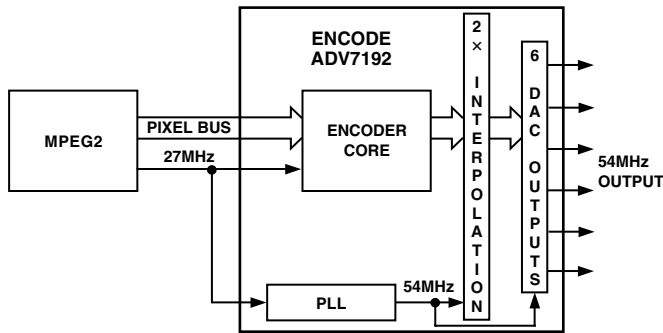 ENCODE
ADV7192
MPEG2
PIXEL BUS
27MHz
ENCODER
CORE
2× INTERPOLATION
6 DAC OUTPUTS
54MHz
OUTPUT
PLL
54MHz